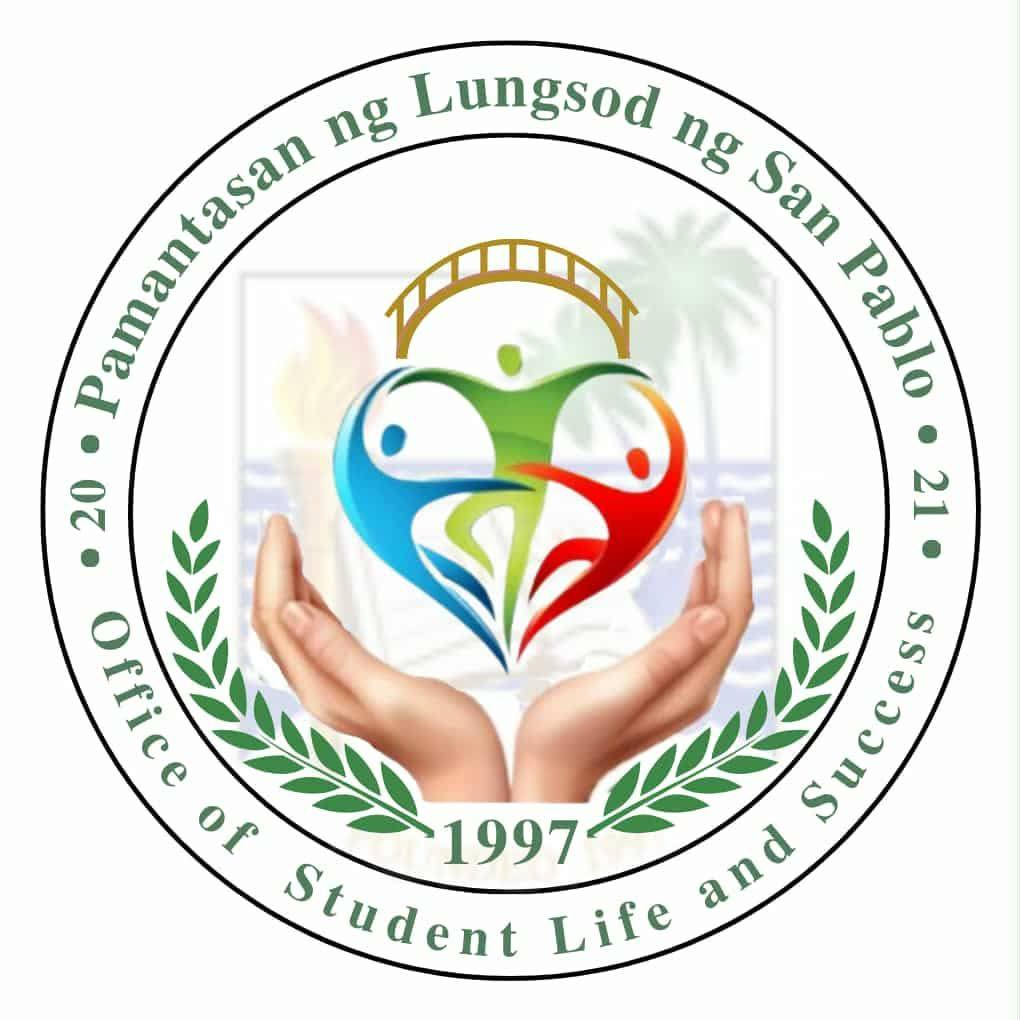 Pamantasan ng Lungsod ng San Pablo
• 20 •
• 21 •
1997
Office of Student Life and Success